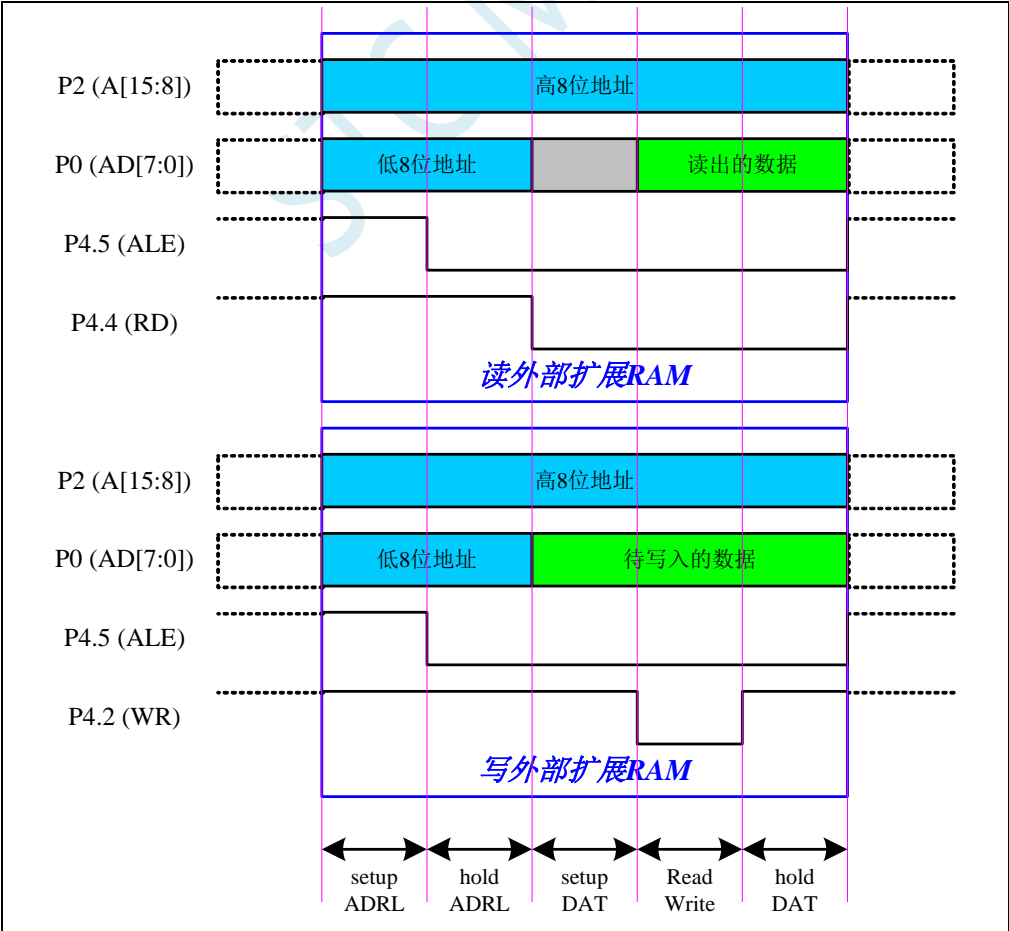 P2 (A[15:8])
高8位地址
P0 (AD[7:0])
低8位地址
读出的数据
P4.5 (ALE)
P4.4 (RD)
读外部扩展RAM
P2 (A[15:8])
高8位地址
P0 (AD[7:0])
低8位地址
待写入的数据
P4.5 (ALE)
P4.2 (WR)
写外部扩展RAM
setup
ADRL
hold
ADRL
setup
DAT
Read
Write
hold
DAT